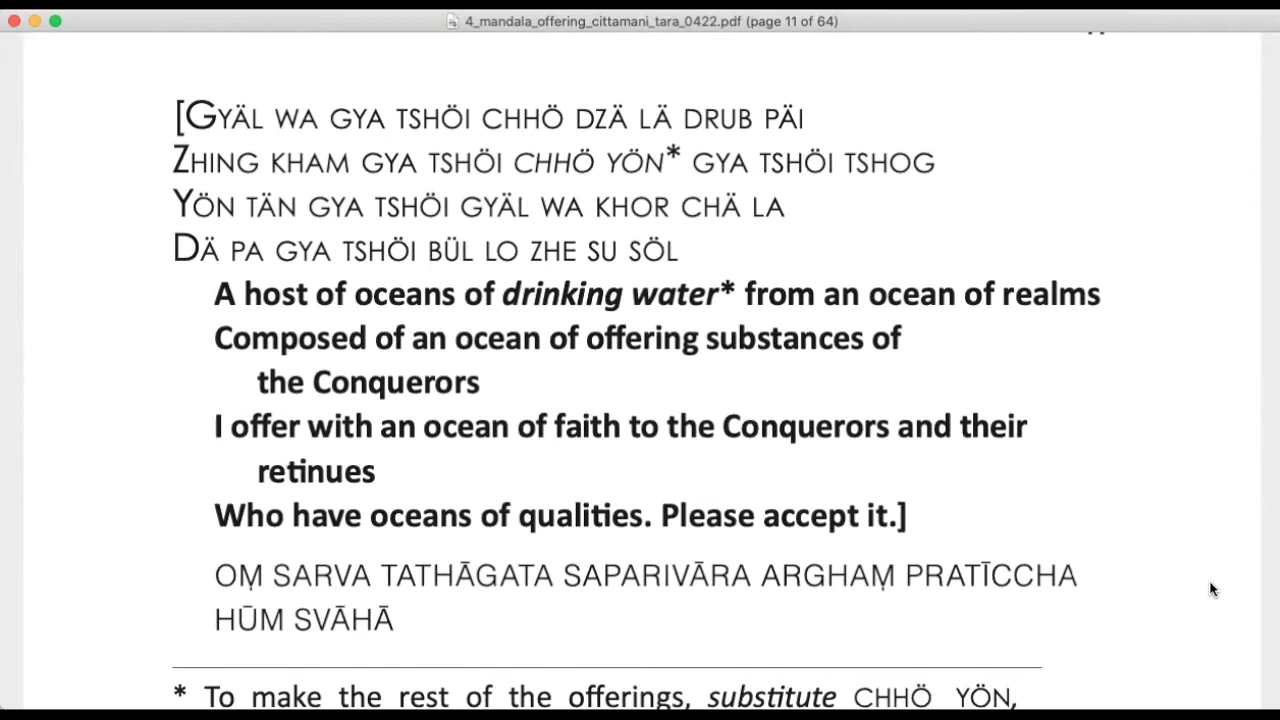 4_mandala_offering_cittamani_tara_0422.pdf (page 11 of 64)
[GYÄL WA GYA TSHÖI CHHÖ DZÄ LÄ DRUB PÄI
ZHING KHAM GYA TSHÖI CHHÖ YÖN* GYA TSHÖI TSHOG
YÖN TÄN GYA TSHÖI GYÄL WA KHOR CHÄ LA
DÄ PA GYA TSHÖI BÜL LO ZHE SU SÖL
A host of oceans of drinking water* from an ocean of realms
Composed of an ocean of offering substances of
the Conquerors
I offer with an ocean of faith to the Conquerors and their
retinues
Who have oceans of qualities. Please accept it.]
OṂ SARVA TATHĀGATA SAPARIVĀRA ARGHAṂ PRATĪCCHA
HŪM SVĀHĀ
* To make the rest of the offerings, substitute CHHÖ YÖN,